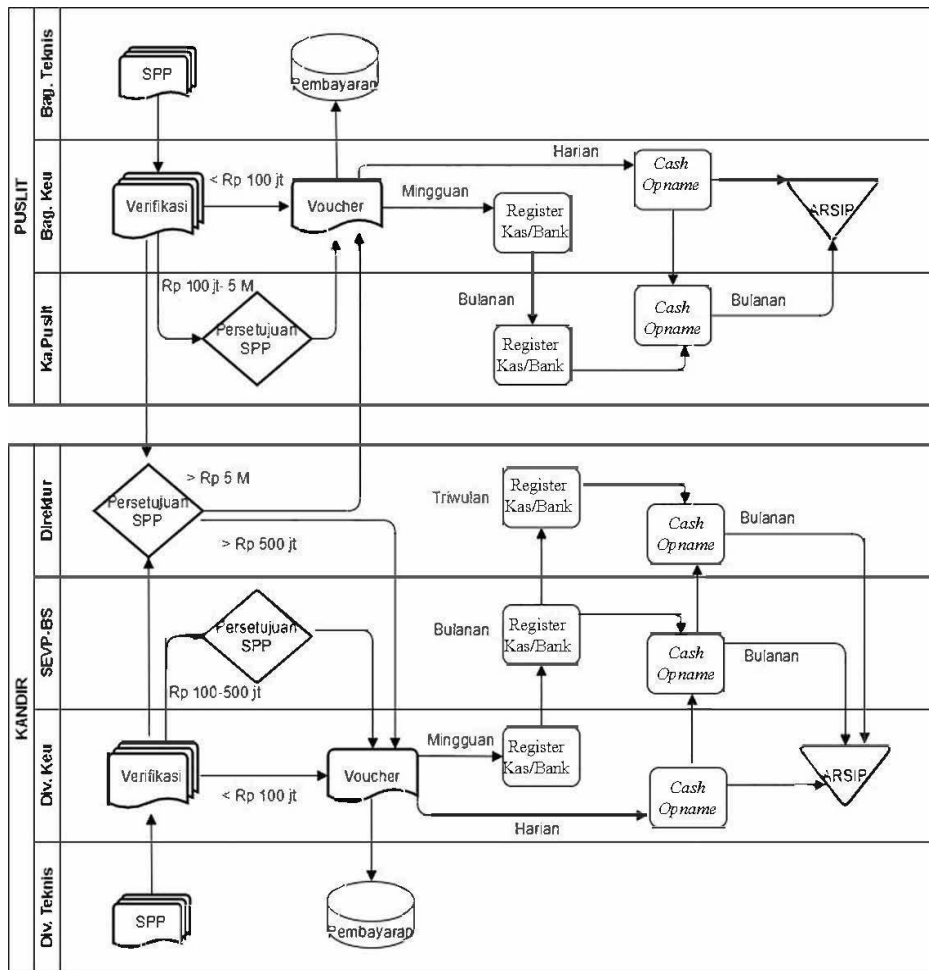 PUSLIT
Bag. Teknis
SPP
Pembayaran
Bag. Keu
Verifikasi
< Rp 100 jt
Voucher
Harian
Mingguan
Register
Kas/Bank
Cash
Opname
ARSIP
Ka.Puslit
Rp 100 jt- 5 M
Persetujuan
SPP
Bulanan
Register
Kas/Bank
Cash
Opname
Bulanan
KANDIR
Direktur
Persetujuan
SPP
> Rp 5 M
> Rp 500 jt
Triwulan
Register
Kas/Bank
Cash
Opname
Bulanan
SEVP-BS
Persetujuan
SPP
Rp 100-500 jt
Bulanan
Register
Kas/Bank
Cash
Opname
Bulanan
Div. Keu
Verifikasi
< Rp 100 jt
Voucher
Mingguan
Register
Kas/Bank
Harian
Cash
Opname
ARSIP
Div. Teknis
SPP
Pembayaran